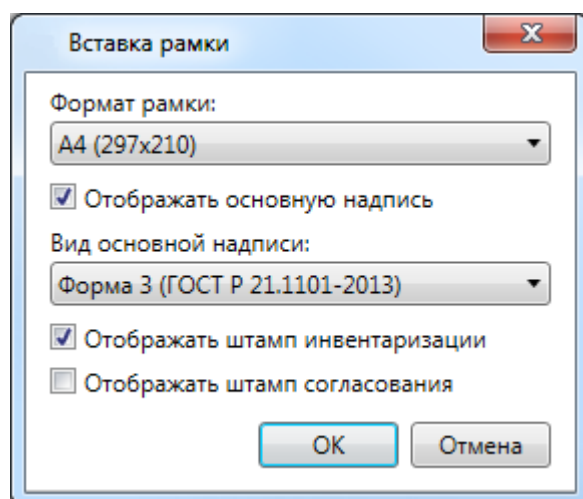 Вставка рамки
Формат рамки:
A4 (297x210)
Отображать основную надпись
Вид основной надписи:
Форма 3 (ГОСТ Р 21.1101-2013)
Отображать штамп инвентаризации
Отображать штамп согласования
OK Отмена